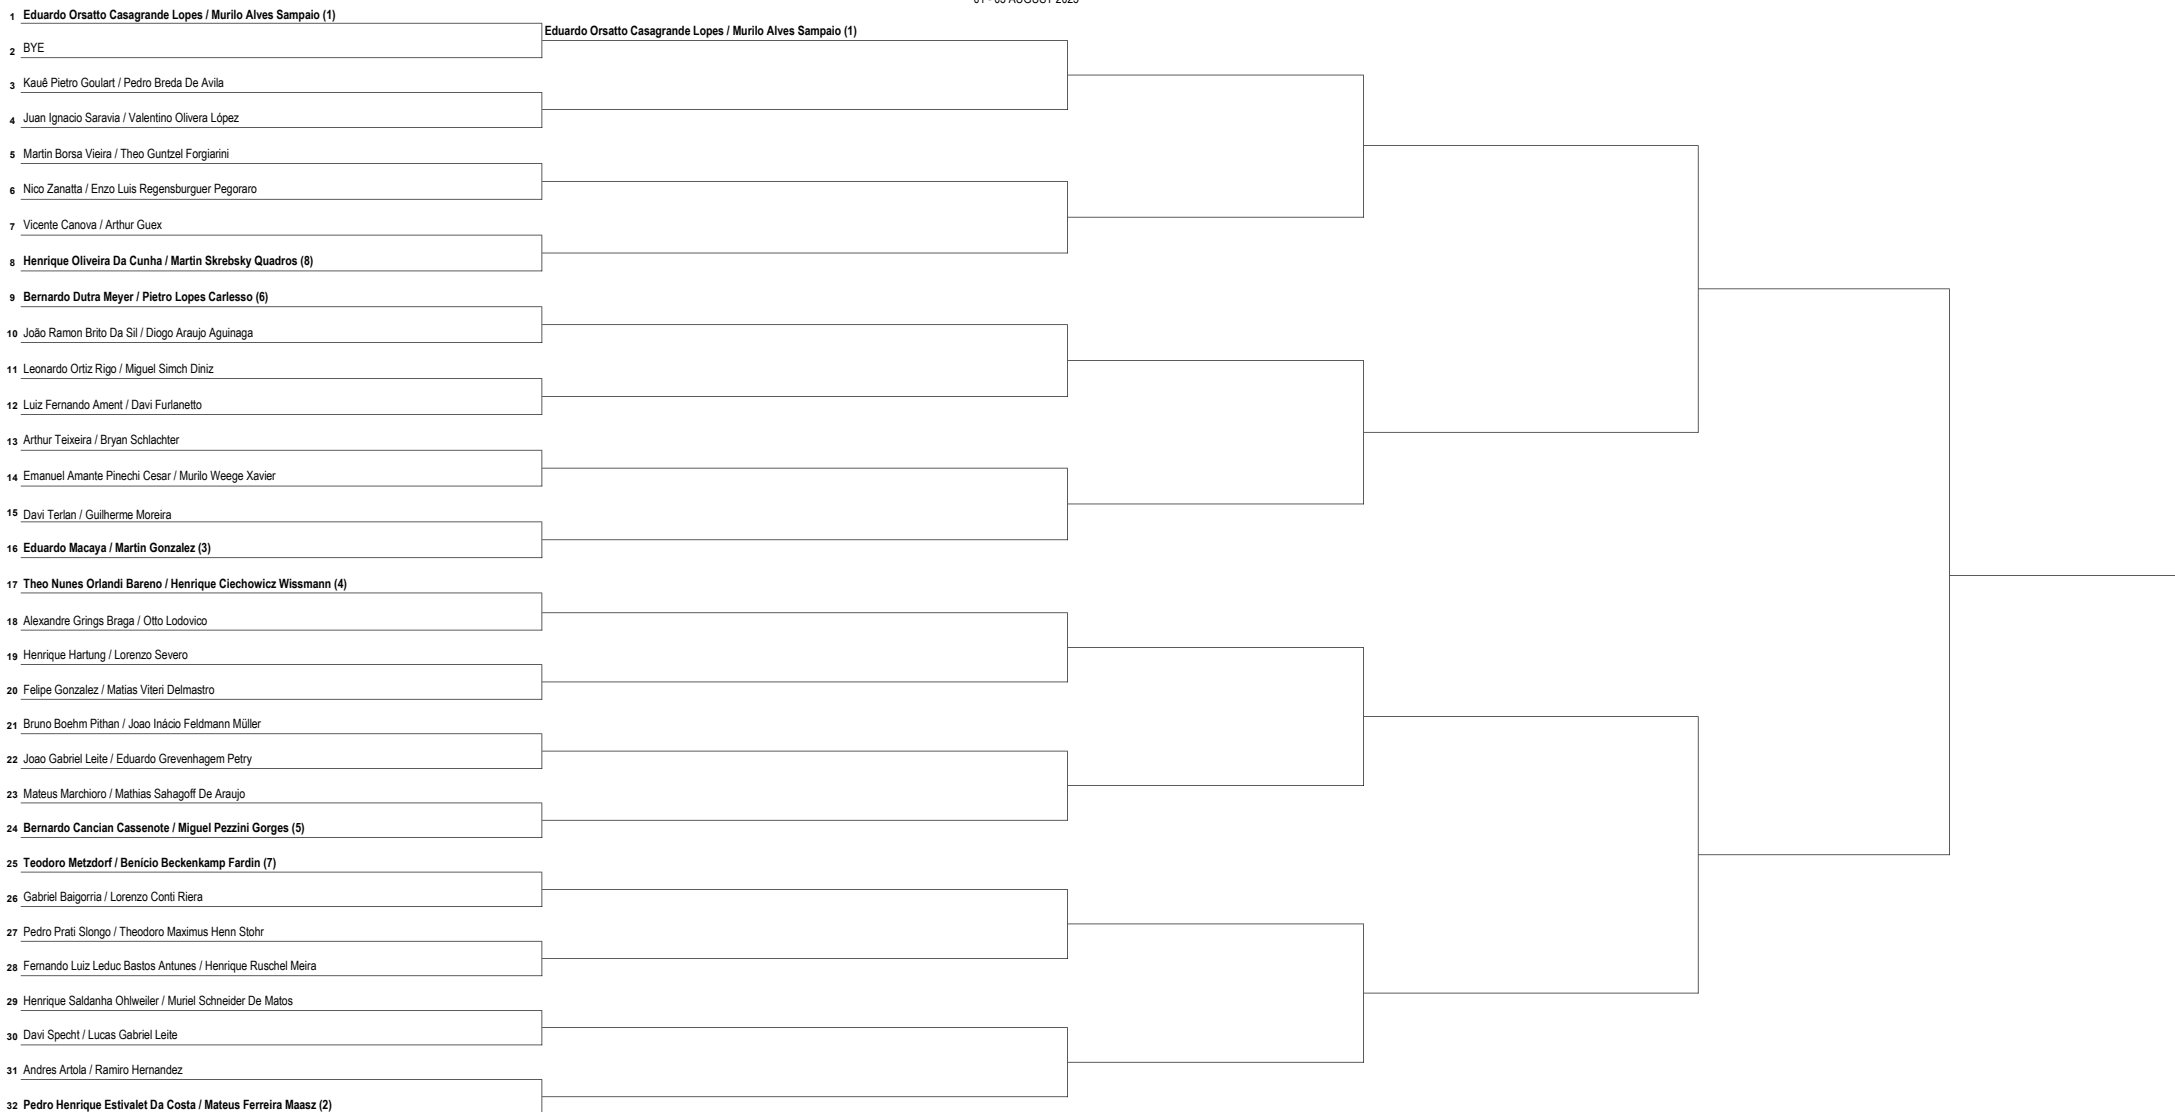 1 Eduardo Orsatto Casagrande Lopes / Murilo Alves Sampaio (1)
Eduardo Orsatto Casagrande Lopes / Murilo Alves Sampaio (1)
2 BYE
3 Kauê Pietro Goulart / Pedro Breda De Avila
4 Juan Ignacio Saravia / Valentino Olivera López
5 Martin Borsa Vieira / Theo Guntzel Forgiarini
6 Nico Zanatta / Enzo Luis Regensburguer Pegoraro
7 Vicente Canova / Arthur Guex
8 Henrique Oliveira Da Cunha / Martin Skrebsky Quadros (8)
9 Bernardo Dutra Meyer / Pietro Lopes Carlesso (6)
10 João Ramon Brito Da Sil / Diogo Araujo Aguinaga
11 Leonardo Ortiz Rigo / Miguel Simch Diniz
12 Luiz Fernando Ament / Davi Furlanetto
13 Arthur Teixeira / Bryan Schlachter
14 Emanuel Amante Pinechi Cesar / Murilo Weege Xavier
15 Davi Terlan / Guilherme Moreira
16 Eduardo Macaya / Martin Gonzalez (3)
17 Theo Nunes Orlandi Bareno / Henrique Ciechowicz Wissmann (4)
18 Alexandre Grings Braga / Otto Lodovico
19 Henrique Hartung / Lorenzo Severo
20 Felipe Gonzalez / Matias Viteri Delmastro
21 Bruno Boehm Pithan / Joao Inácio Feldmann Müller
22 Joao Gabriel Leite / Eduardo Grevenhagem Petry
23 Mateus Marchioro / Mathias Sahagoff De Araujo
24 Bernardo Cancian Cassenote / Miguel Pezzini Gorges (5)
25 Teodoro Metzdorf / Benício Beckenkamp Fardin (7)
26 Gabriel Baigorria / Lorenzo Conti Riera
27 Pedro Prati Slongo / Theodoro Maximus Henn Stohr
28 Fernando Luiz Leduc Bastos Antunes / Henrique Ruschel Meira
29 Henrique Saldanha Ohlweiler / Muriel Schneider De Matos
30 Davi Specht / Lucas Gabriel Leite
31 Andres Artola / Ramiro Hernandez
32 Pedro Henrique Estivalet Da Costa / Mateus Ferreira Maasz (2)